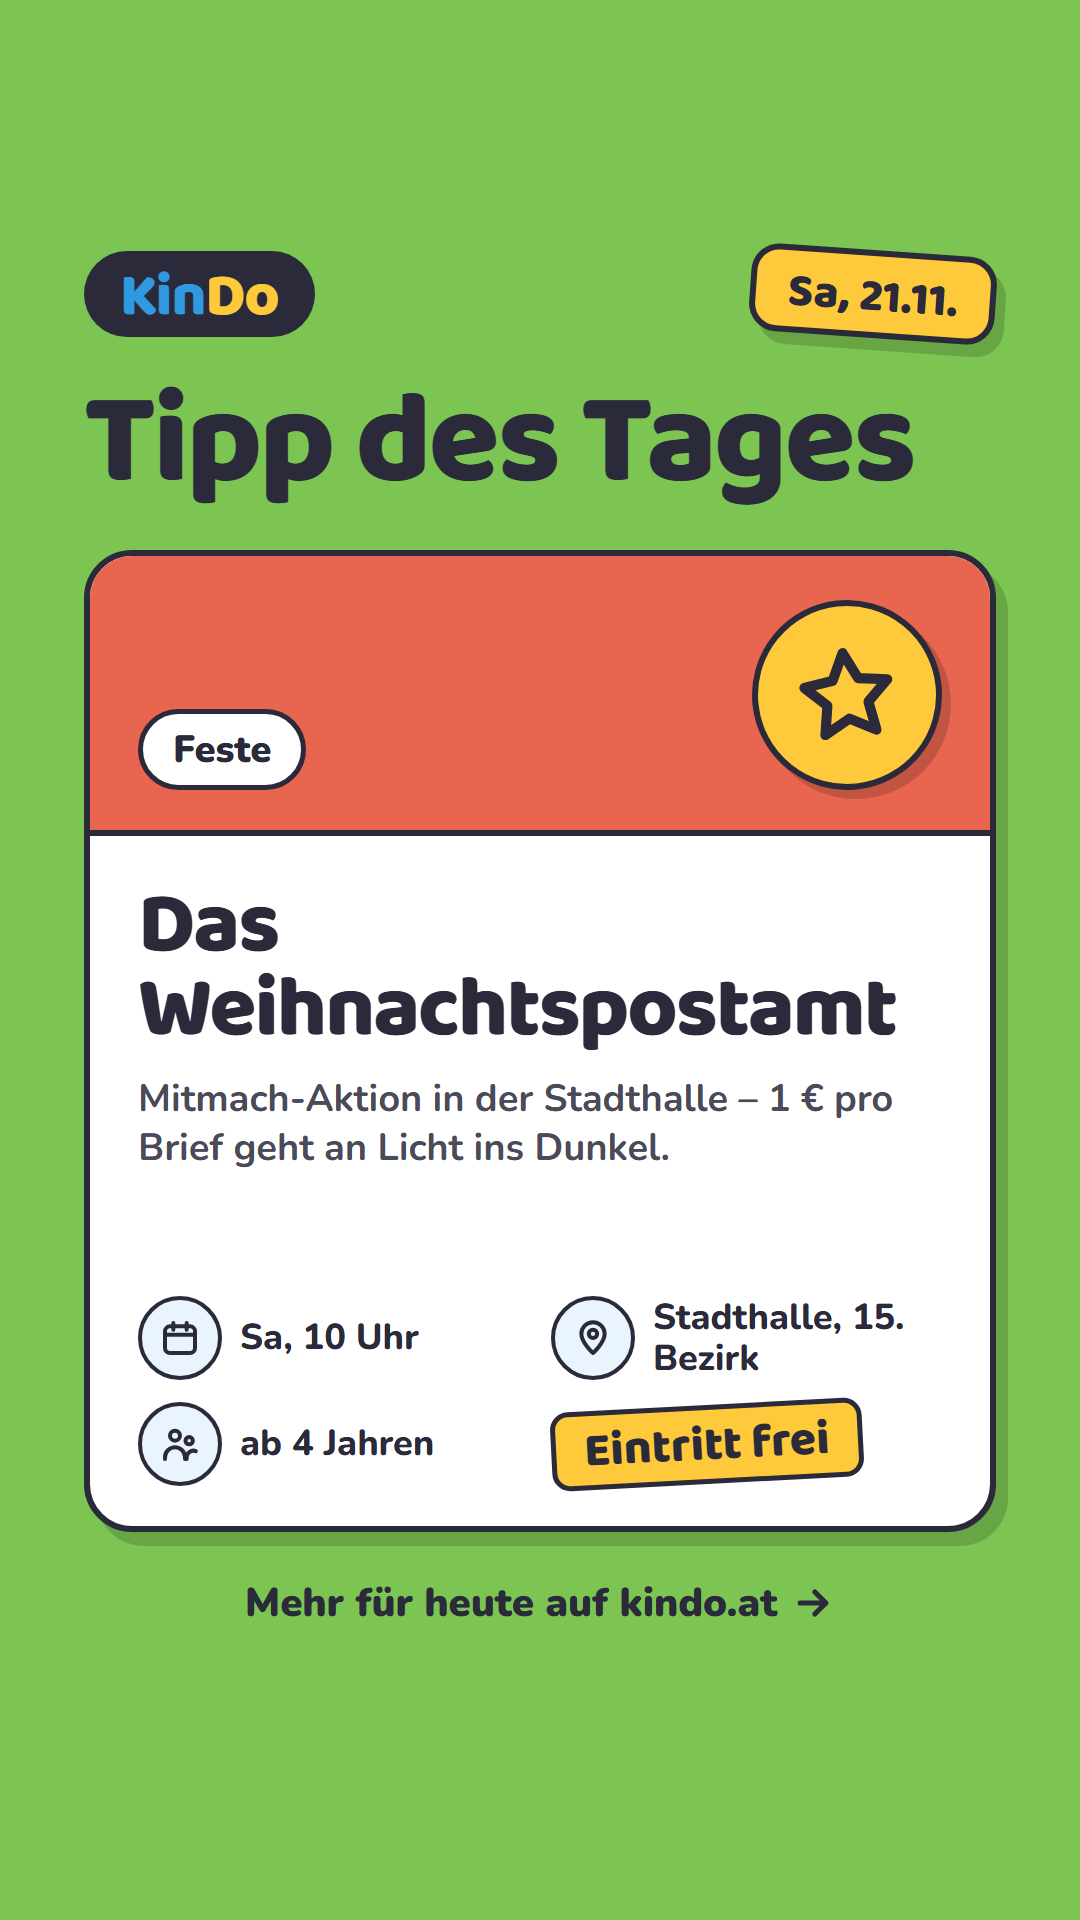 KinDo
Sa, 21.11.
Tipp des Tages
Feste
Das
Weihnachtspostamt
Mitmach-Aktion in der Stadthalle – 1 € pro
Brief geht an Licht ins Dunkel.
Sa, 10 Uhr
Stadthalle, 15.
Bezirk
ab 4 Jahren
Eintritt frei
Mehr für heute auf kindo.at →